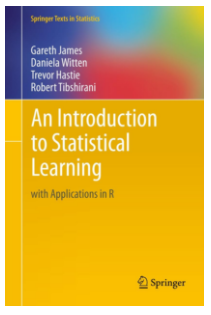 Springer Texts in Statistics
Gareth James
Daniela Witten
Trevor Hastie
Robert Tibshirani
An Introduction
to Statistical
Learning
with Applications in R
Springer